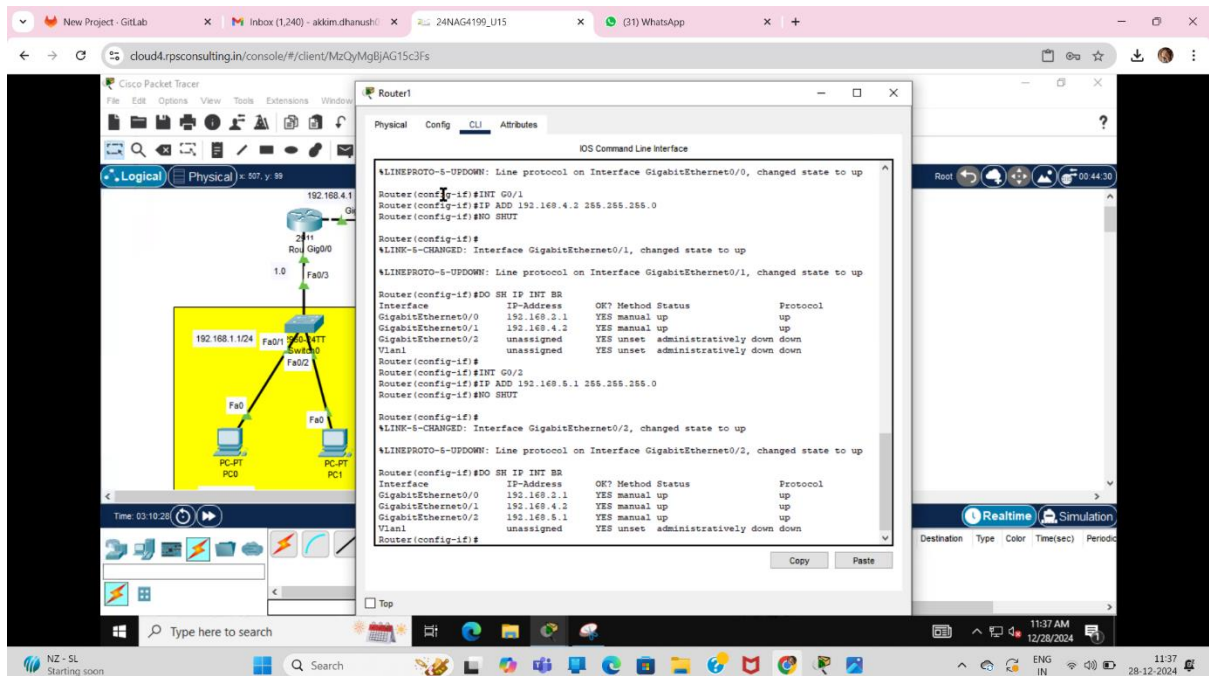 New Project - GitLab
Inbox (1,240) - akkim.dhanush
24NAG4199_U15
(31) WhatsApp
cloud4.rpsconsulting.in/console/#/client/MzQyMgBjAG15c3Fs
Cisco Packet Tracer
File Edit Options View Tools Extensions Window
Logical
Physical
x: 507, y: 99
Root
00:44:30
192.168.4.1
Gig0/0
1.0
Fa0/3
192.168.1.1/24
Fa0/1
Fa0/2
Fa0
Fa0
PC-PT
PC0
PC-PT
PC1
Router1
Physical Config CLI Attributes
IOS Command Line Interface
%LINEPROTO-5-UPDOWN: Line protocol on Interface GigabitEthernet0/0, changed state to up
Router(config-if)#INT G0/1
Router(config-if)#IP ADD 192.168.4.2 255.255.255.0
Router(config-if)#NO SHUT
Router(config-if)#
%LINK-5-CHANGED: Interface GigabitEthernet0/1, changed state to up
%LINEPROTO-5-UPDOWN: Line protocol on Interface GigabitEthernet0/1, changed state to up
Router(config-if)#DO SH IP INT BR
Interface IP-Address OK? Method Status Protocol
GigabitEthernet0/0 192.168.2.1 YES manual up up
GigabitEthernet0/1 192.168.4.2 YES manual up up
GigabitEthernet0/2 unassigned YES unset administratively down down
Vlan1 unassigned YES unset administratively down down
Router(config-if)#
Router(config-if)#INT G0/2
Router(config-if)#IP ADD 192.168.5.1 255.255.255.0
Router(config-if)#NO SHUT
Router(config-if)#
%LINK-5-CHANGED: Interface GigabitEthernet0/2, changed state to up
%LINEPROTO-5-UPDOWN: Line protocol on Interface GigabitEthernet0/2, changed state to up
Router(config-if)#DO SH IP INT BR
Interface IP-Address OK? Method Status Protocol
GigabitEthernet0/0 192.168.2.1 YES manual up up
GigabitEthernet0/1 192.168.4.2 YES manual up up
GigabitEthernet0/2 192.168.5.1 YES manual up up
Vlan1 unassigned YES unset administratively down down
Router(config-if)#
Copy Paste
Top
Time: 03:10:28
Realtime
Simulation
Destination Type Color Time(sec) Periodic
Type here to search
11:37 AM
12/28/2024
NZ - SL
Starting soon
Search
ENG
IN
11:37
28-12-2024